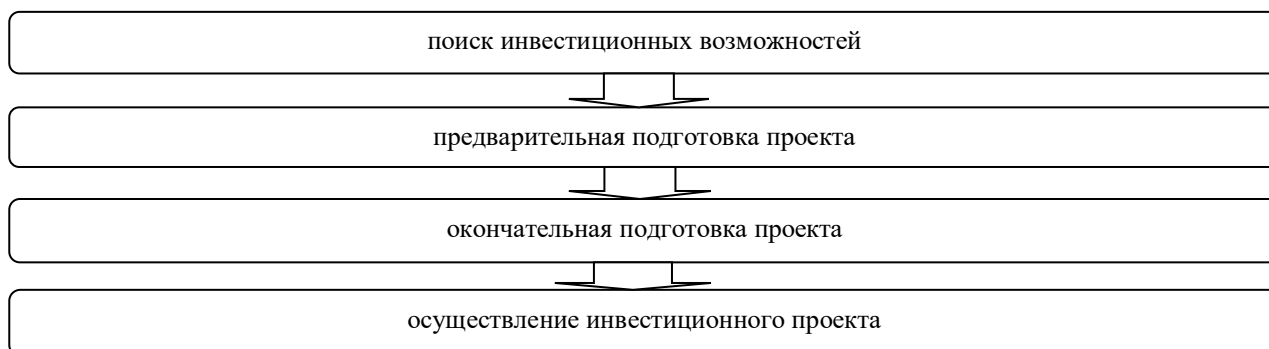 поиск инвестиционных возможностей
предварительная подготовка проекта
окончательная подготовка проекта
осуществление инвестиционного проекта